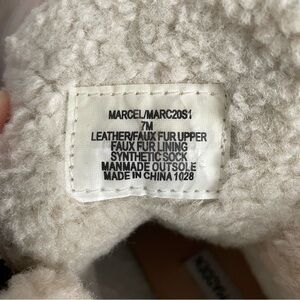 MARCEL/MARC20S1
7M
LEATHER/FAUX FUR UPPER
FAUX FUR LINING
SYNTHETIC SOCK
MANMADE OUTSOLE
MADE IN CHINA 1028